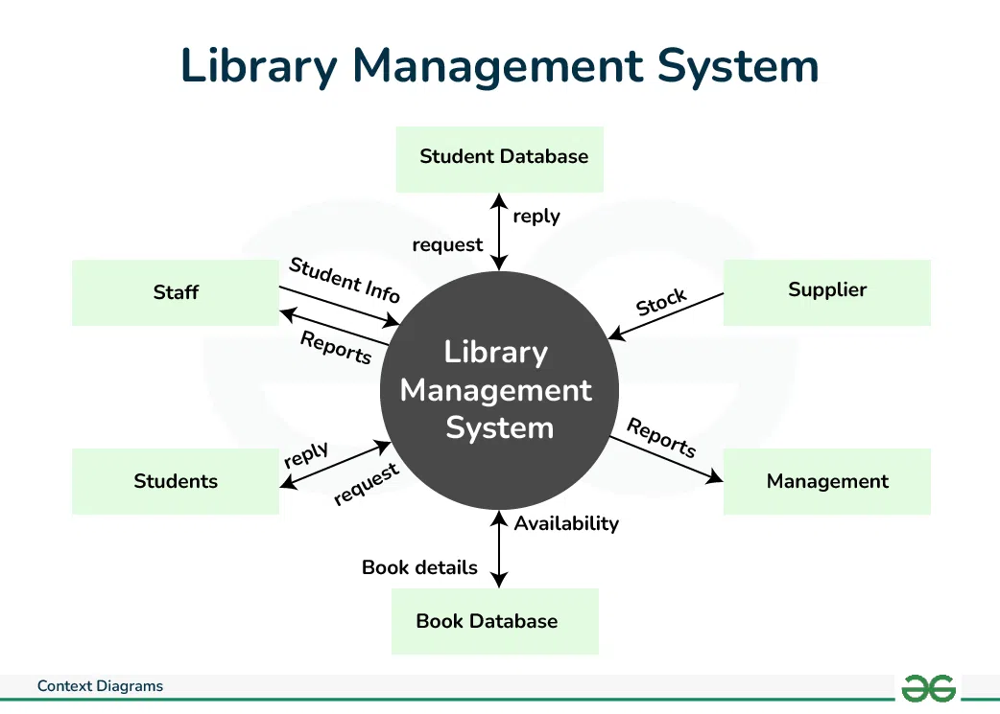 Library Management System
Student Database
reply
request
Staff
Student Info
Reports
Supplier
Stock
Library
Management
System
Students
reply
request
Reports
Management
Availability
Book details
Book Database
Context Diagrams